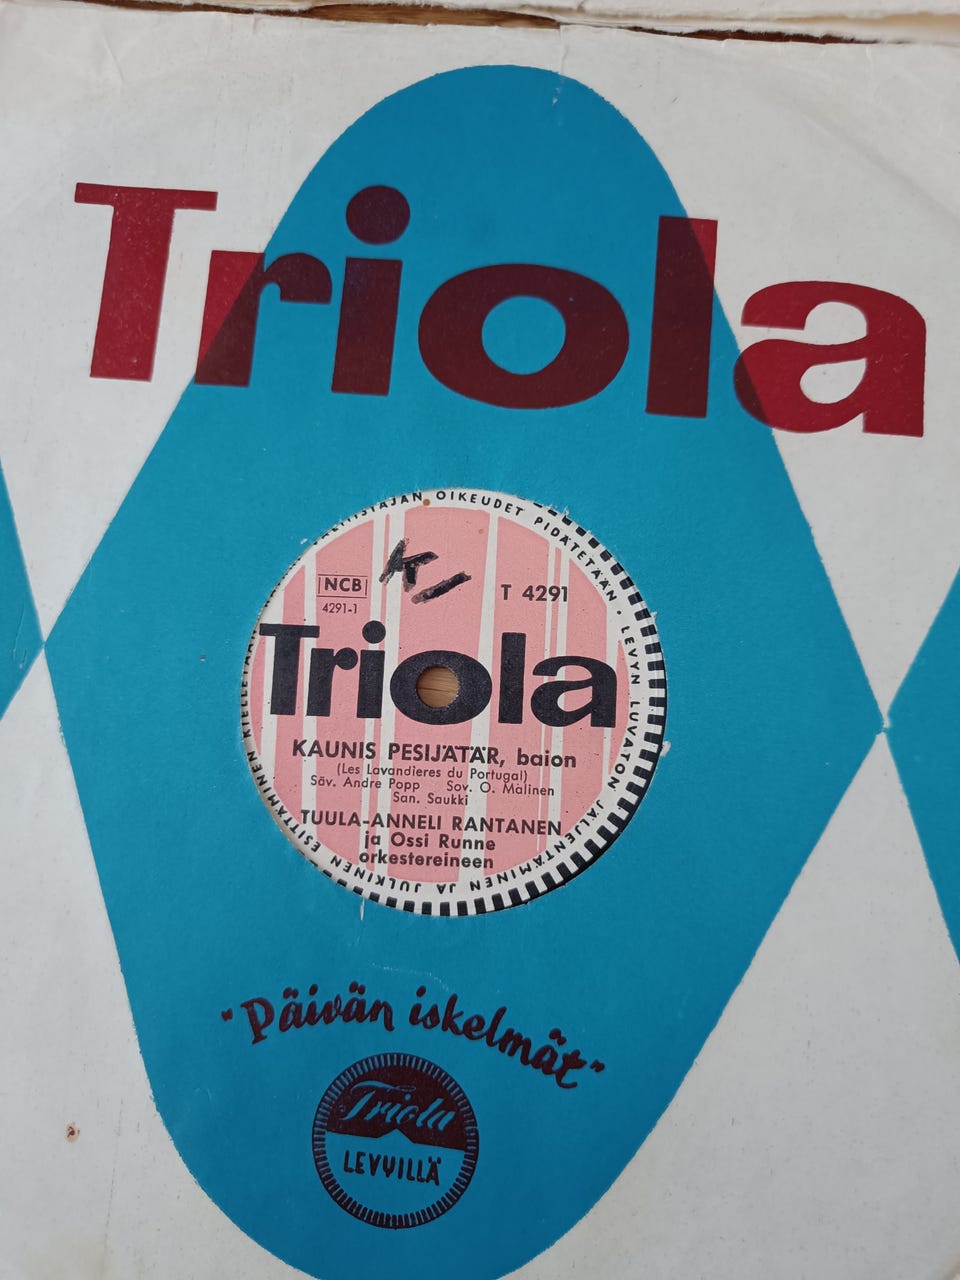 Triola
VALMISTAJAN OIKEUDET PIDÄTETÄÄN · LEVYN LUVATON JÄLJENTÄMINEN JA JULKINEN ESITTÄMINEN KIELLETÄÄN
K
NCB
T 4291
4291-1
Triola
KAUNIS PESIJÄTÄR, baion
(Les Lavandieres du Portugal)
Säv. Andre Popp Sov. O. Malinen
San. Saukki
TUULA-ANNELI RANTANEN
ja Ossi Runne
orkestereineen
"Päivän iskelmät"
Triola
LEVYILLÄ